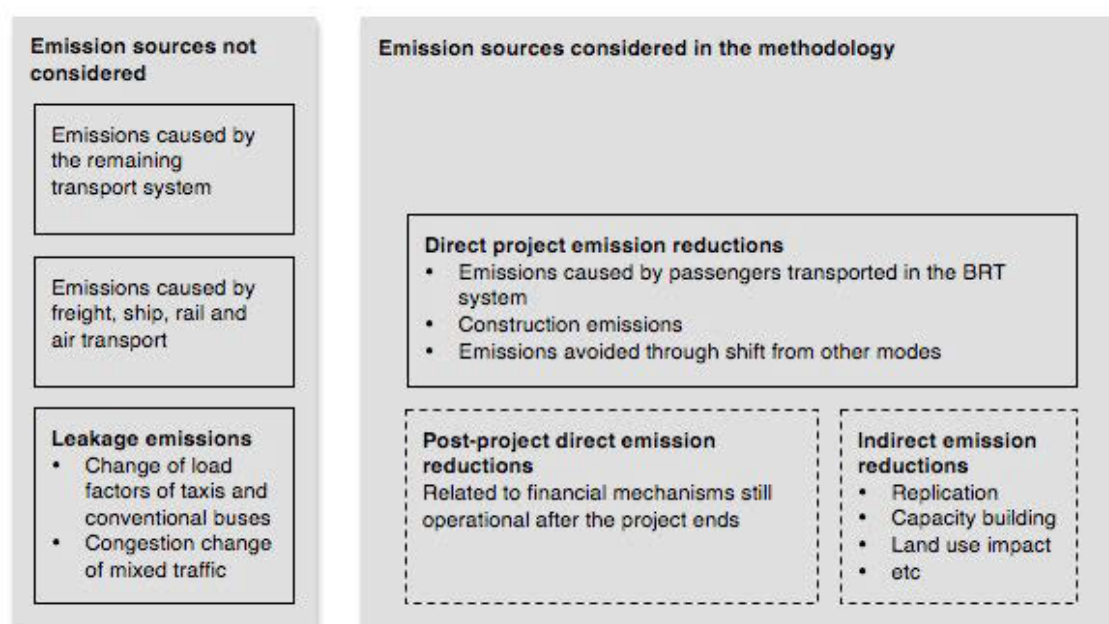 Emission sources not
considered
Emissions caused by
the remaining
transport system
Emissions caused by
freight, ship, rail and
air transport
Leakage emissions
• Change of load
factors of taxis and
conventional buses
• Congestion change
of mixed traffic
Emission sources considered in the methodology
Direct project emission reductions
• Emissions caused by passengers transported in the BRT
system
• Construction emissions
• Emissions avoided through shift from other modes
Post-project direct emission
reductions
Related to financial mechanisms still
operational after the project ends
Indirect emission
reductions
• Replication
• Capacity building
• Land use impact
• etc